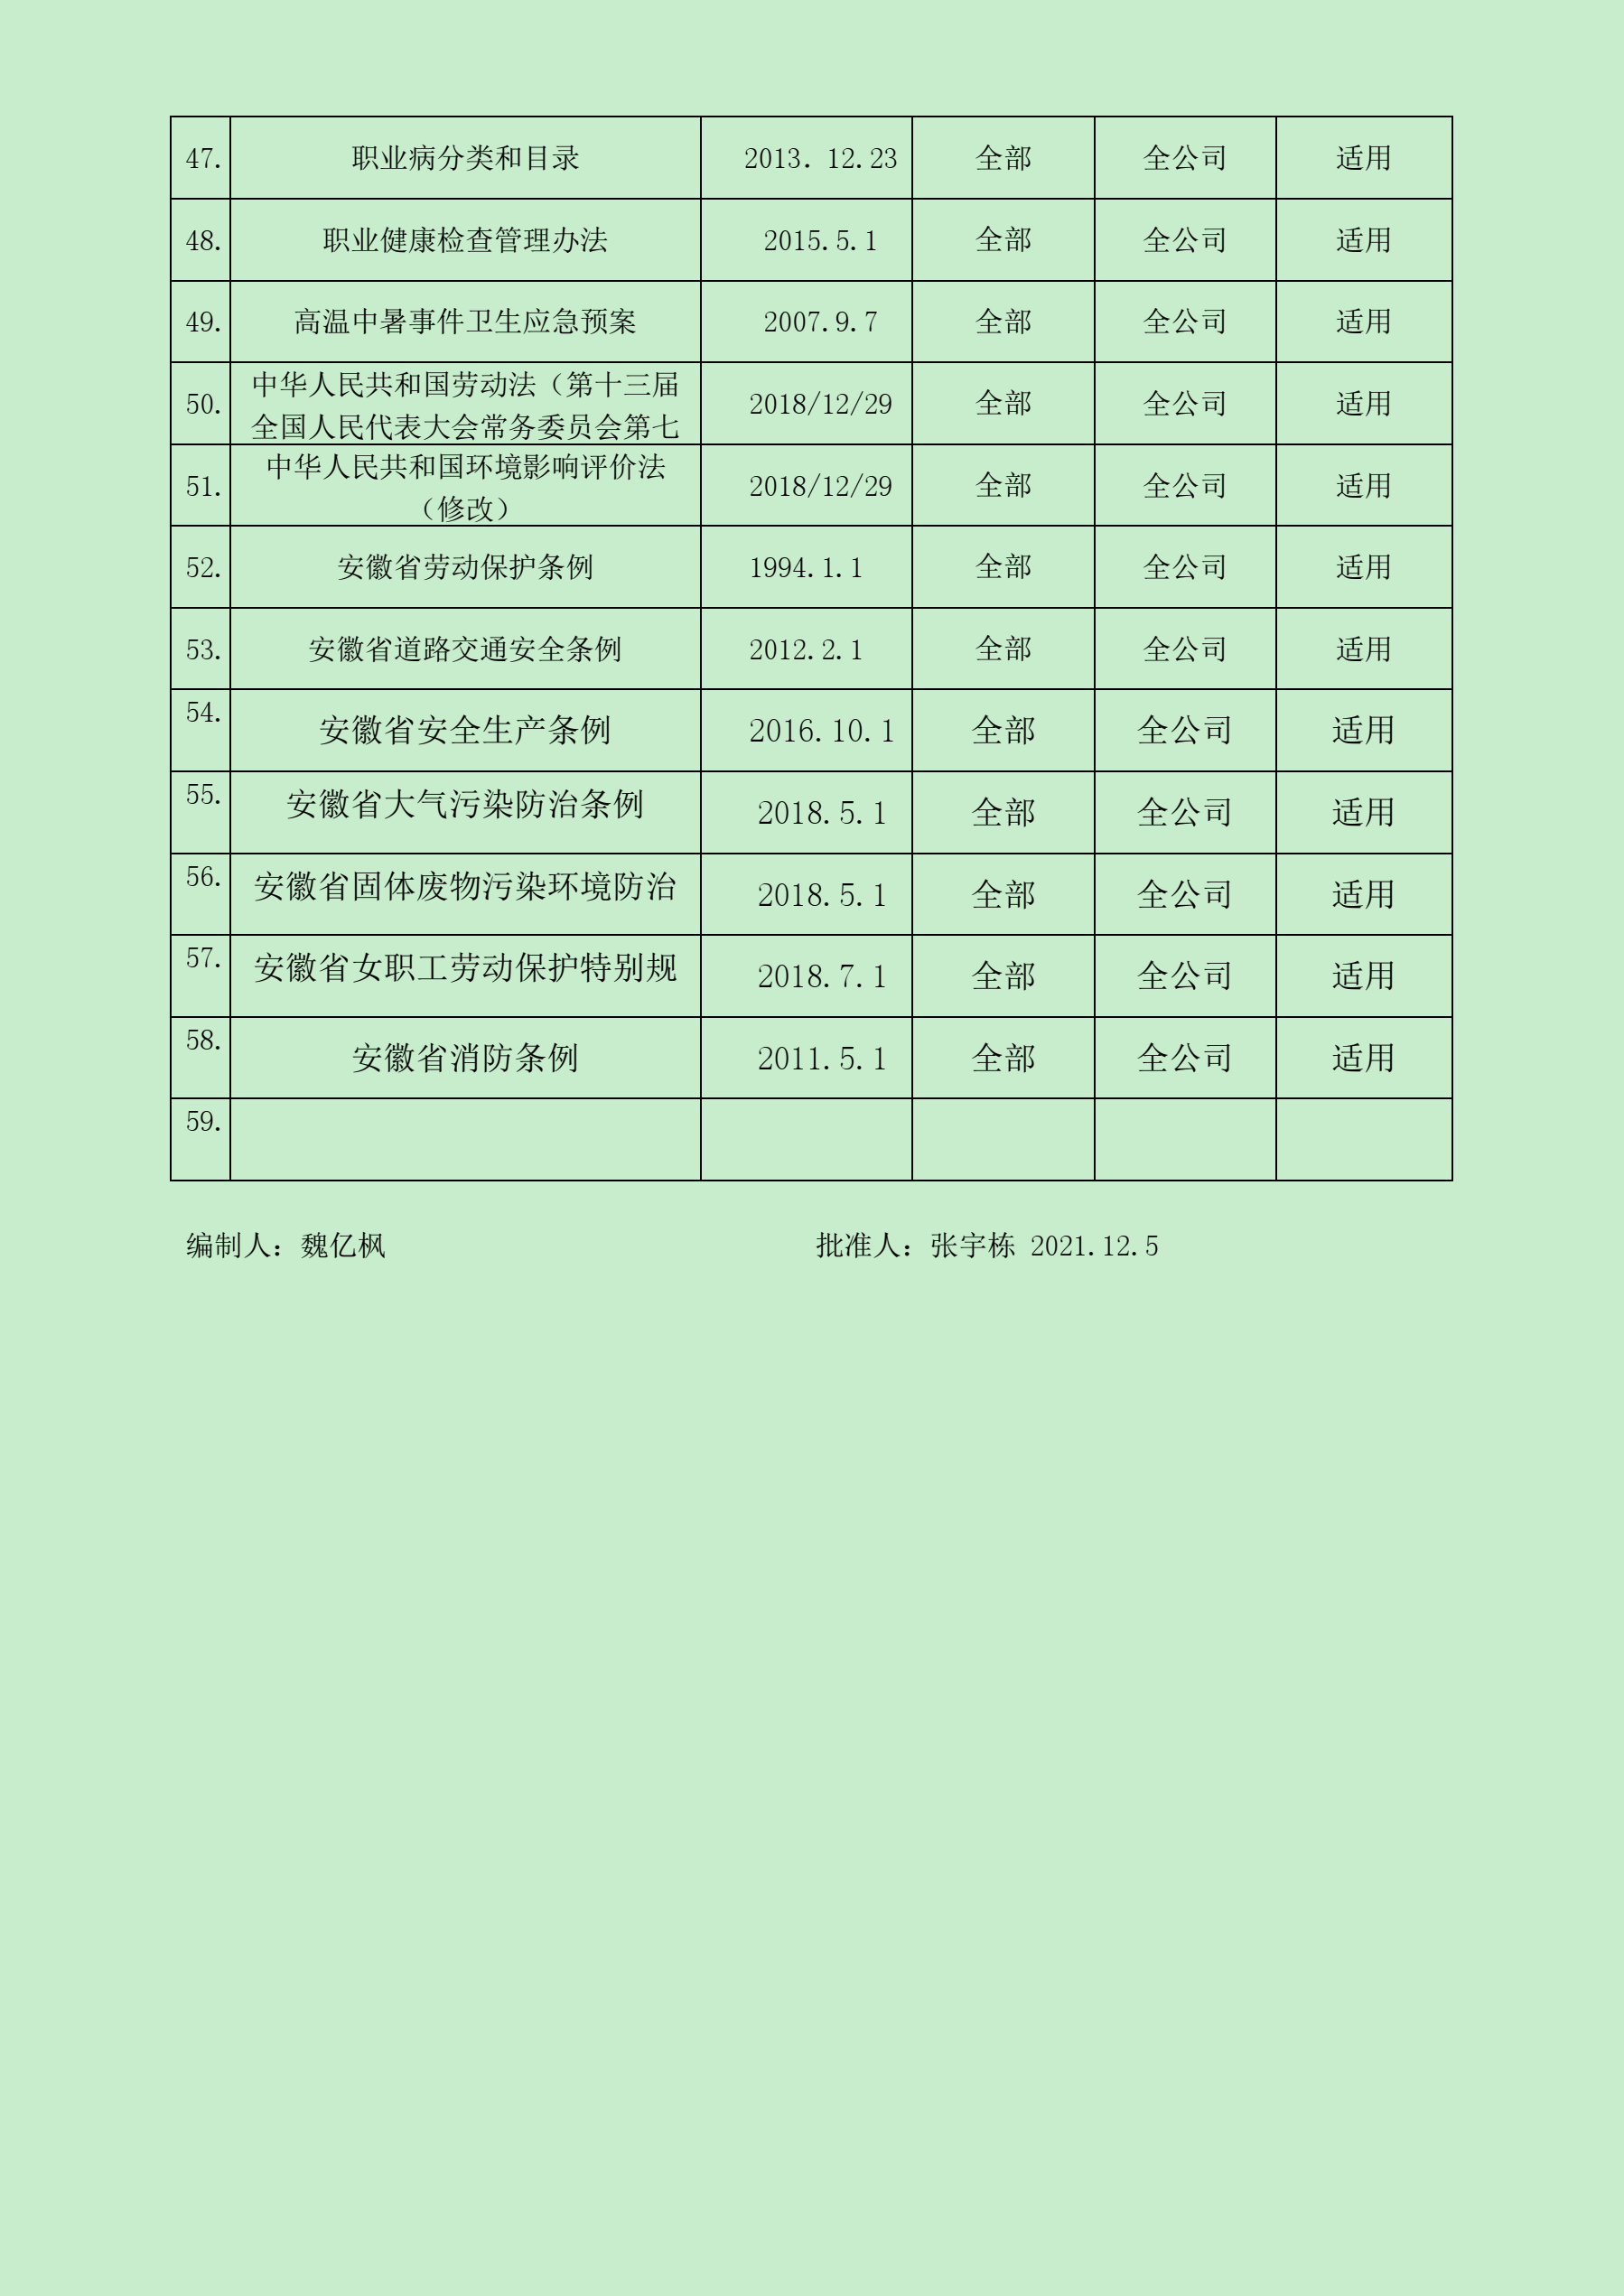 47. 职业病分类和目录 2013. 12.23 全部 全公司 适用
48. 职业健康检查管理办法 2015.5.1 全部 全公司 适用
49. 高温中暑事件卫生应急预案 2007.9.7 全部 全公司 适用
50. 中华人民共和国劳动法（第十三届 2018/12/29 全部 全公司 适用
全国人民代表大会常务委员会第七
51. 中华人民共和国环境影响评价法 2018/12/29 全部 全公司 适用
（修改）
52. 安徽省劳动保护条例 1994.1.1 全部 全公司 适用
53. 安徽省道路交通安全条例 2012.2.1 全部 全公司 适用
54. 安徽省安全生产条例 2016.10.1 全部 全公司 适用
55. 安徽省大气污染防治条例 2018.5.1 全部 全公司 适用
56. 安徽省固体废物污染环境防治 2018.5.1 全部 全公司 适用
57. 安徽省女职工劳动保护特别规 2018.7.1 全部 全公司 适用
58. 安徽省消防条例 2011.5.1 全部 全公司 适用
59.
编制人：魏亿枫 批准人：张宇栋 2021.12.5